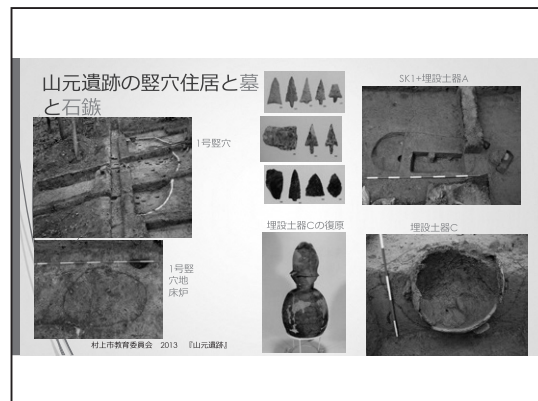 山元遺跡の竪穴住居と墓
と石鏃
1号竪穴
SK1+埋設土器A
埋設土器Cの復原
埋設土器C
1号竪
穴地
床炉
村上市教育委員会 2013 『山元遺跡』